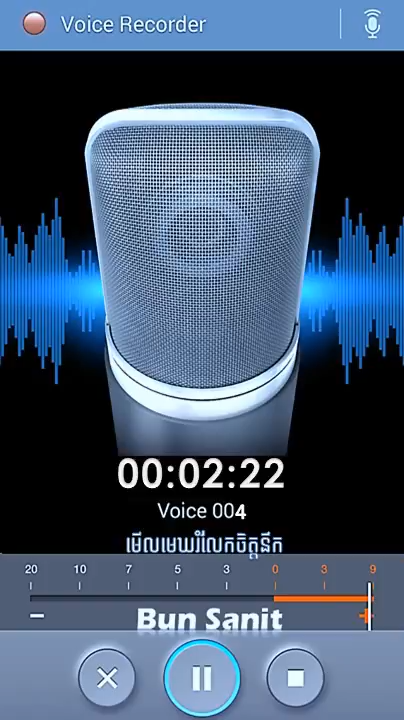 Voice Recorder
00:02:22
Voice 004
មើលមេឃរំលែកចិត្តនឹក
20 10 7 5 3 0 3 9
Bun Sanit